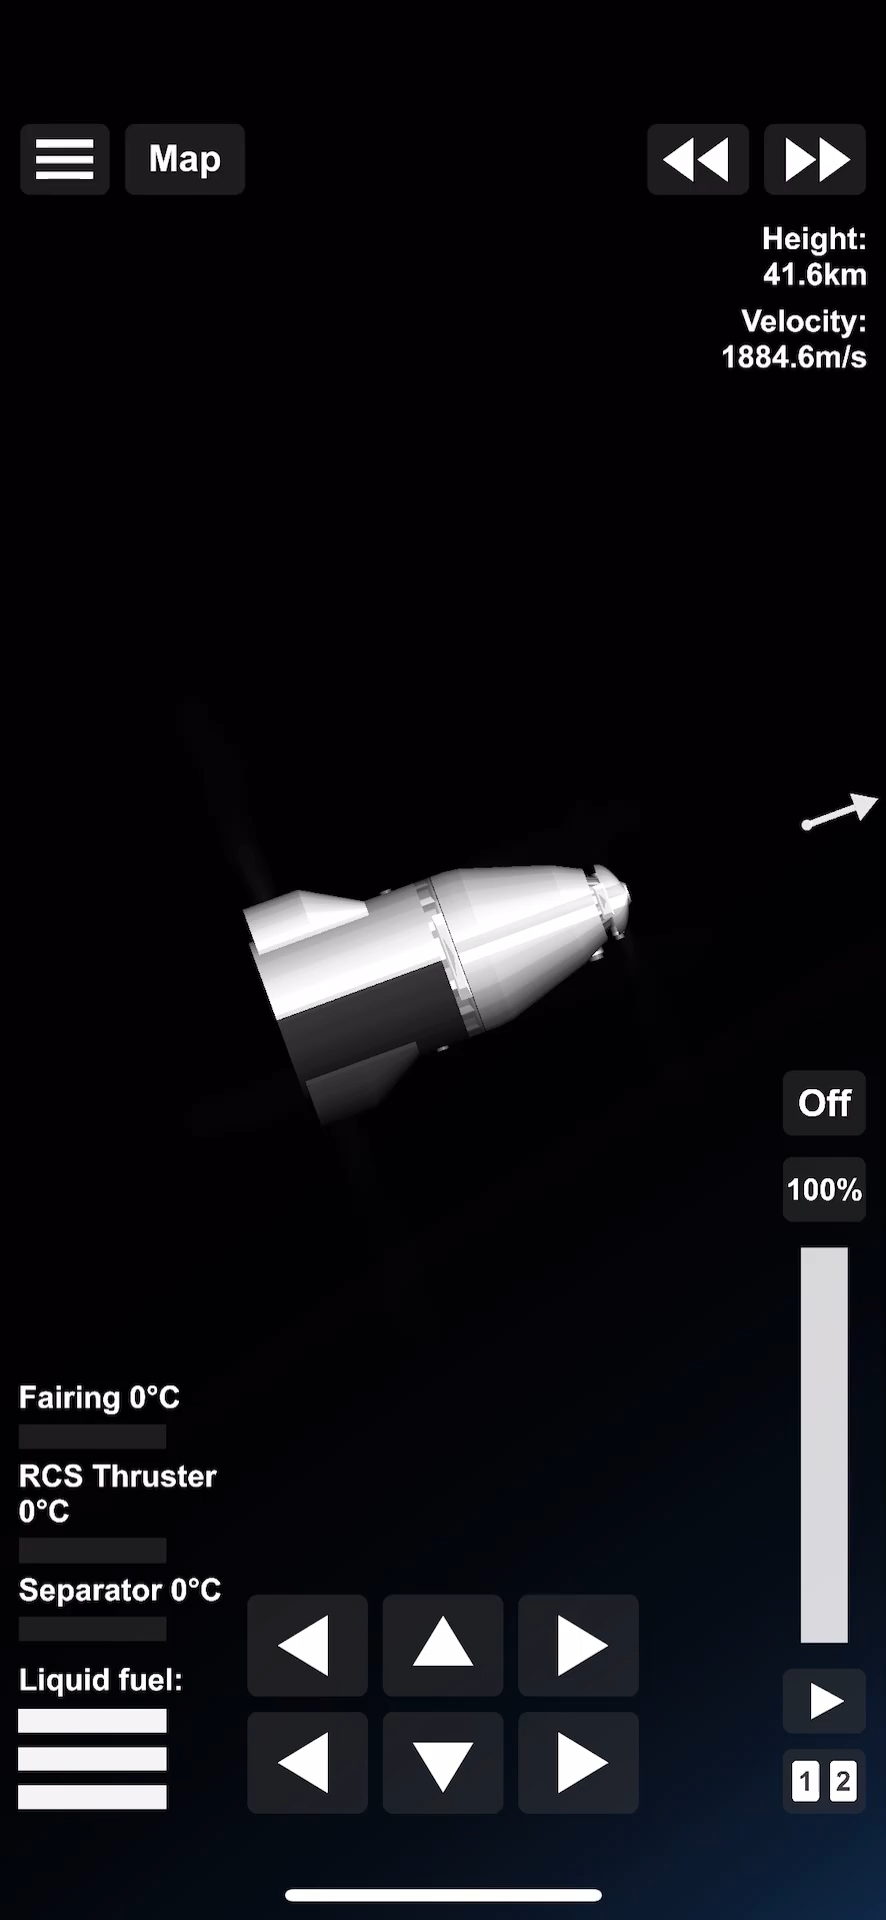 Map
Height:
41.6km
Velocity:
1884.6m/s
Off
100%
Fairing 0°C
RCS Thruster
0°C
Separator 0°C
Liquid fuel:
1 2